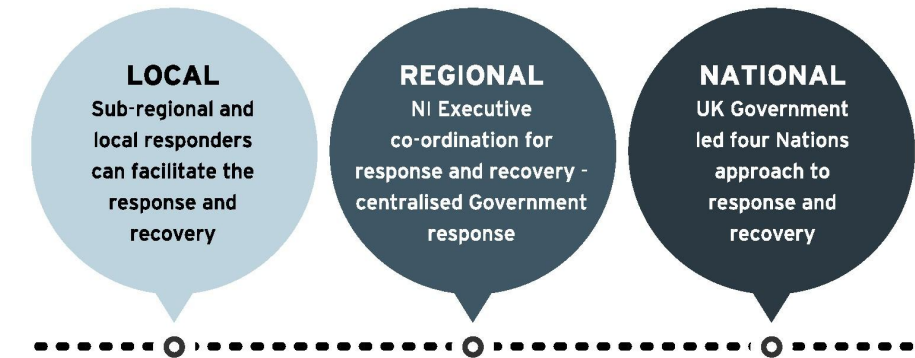 LOCAL
Sub-regional and
local responders
can facilitate the
response and
recovery
REGIONAL
NI Executive
co-ordination for
response and recovery -
centralised Government
response
NATIONAL
UK Government
led four Nations
approach to
response and
recovery